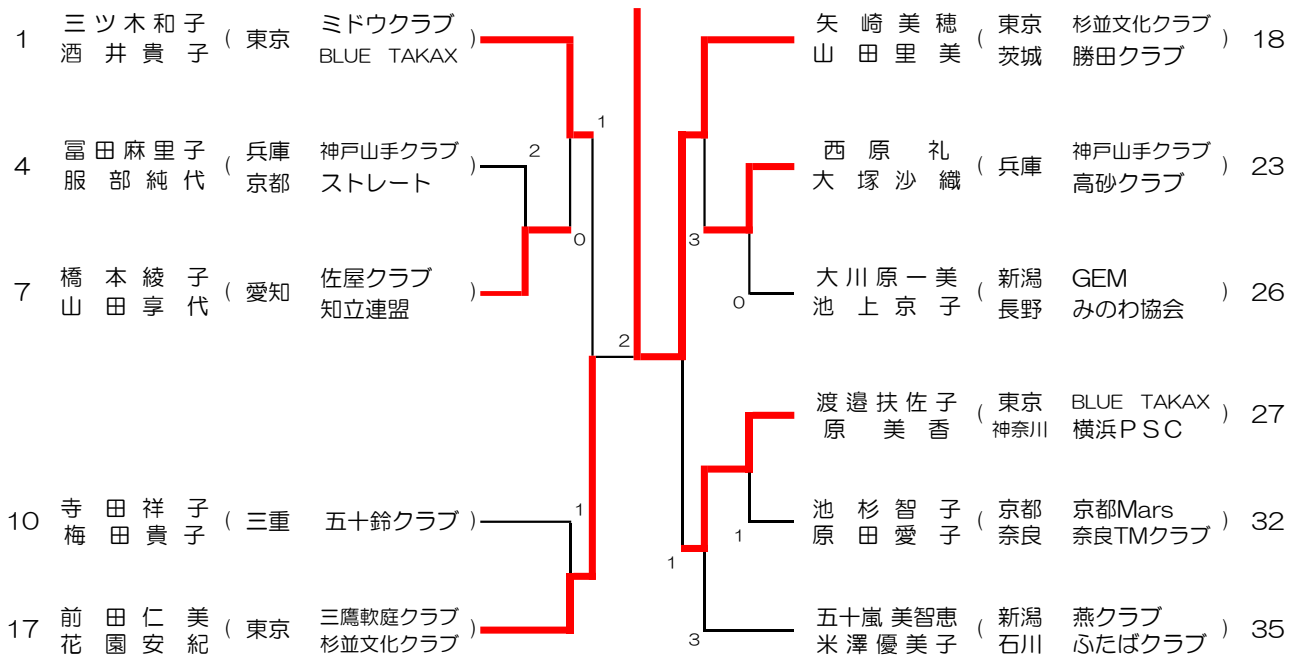 1 三ツ木和子 ( 東京 ミドウクラブ )
酒井貴子 BLUE TAKAX
4 冨田麻里子 ( 兵庫 神戸山手クラブ )
服部純代 京都 ストレート
7 橋本綾子 ( 愛知 佐屋クラブ )
山田享代 知立連盟
10 寺田祥子 ( 三重 五十鈴クラブ )
梅田貴子
17 前田仁美 ( 東京 三鷹軟庭クラブ )
花園安紀 杉並文化クラブ
1
2
0
2
1
矢崎美穂 ( 東京 杉並文化クラブ ) 18
山田里美 茨城 勝田クラブ
西原礼 ( 兵庫 神戸山手クラブ ) 23
大塚沙織 高砂クラブ
大川原一美 ( 新潟 GEM ) 26
池上京子 長野 みのわ協会
渡邉扶佐子 ( 東京 BLUE TAKAX ) 27
原美香 神奈川 横浜PSC
池杉智子 ( 京都 京都Mars ) 32
原田愛子 奈良 奈良TMクラブ
五十嵐美智恵 ( 新潟 燕クラブ ) 35
米澤優美子 石川 ふたばクラブ
3
0
1
1
3